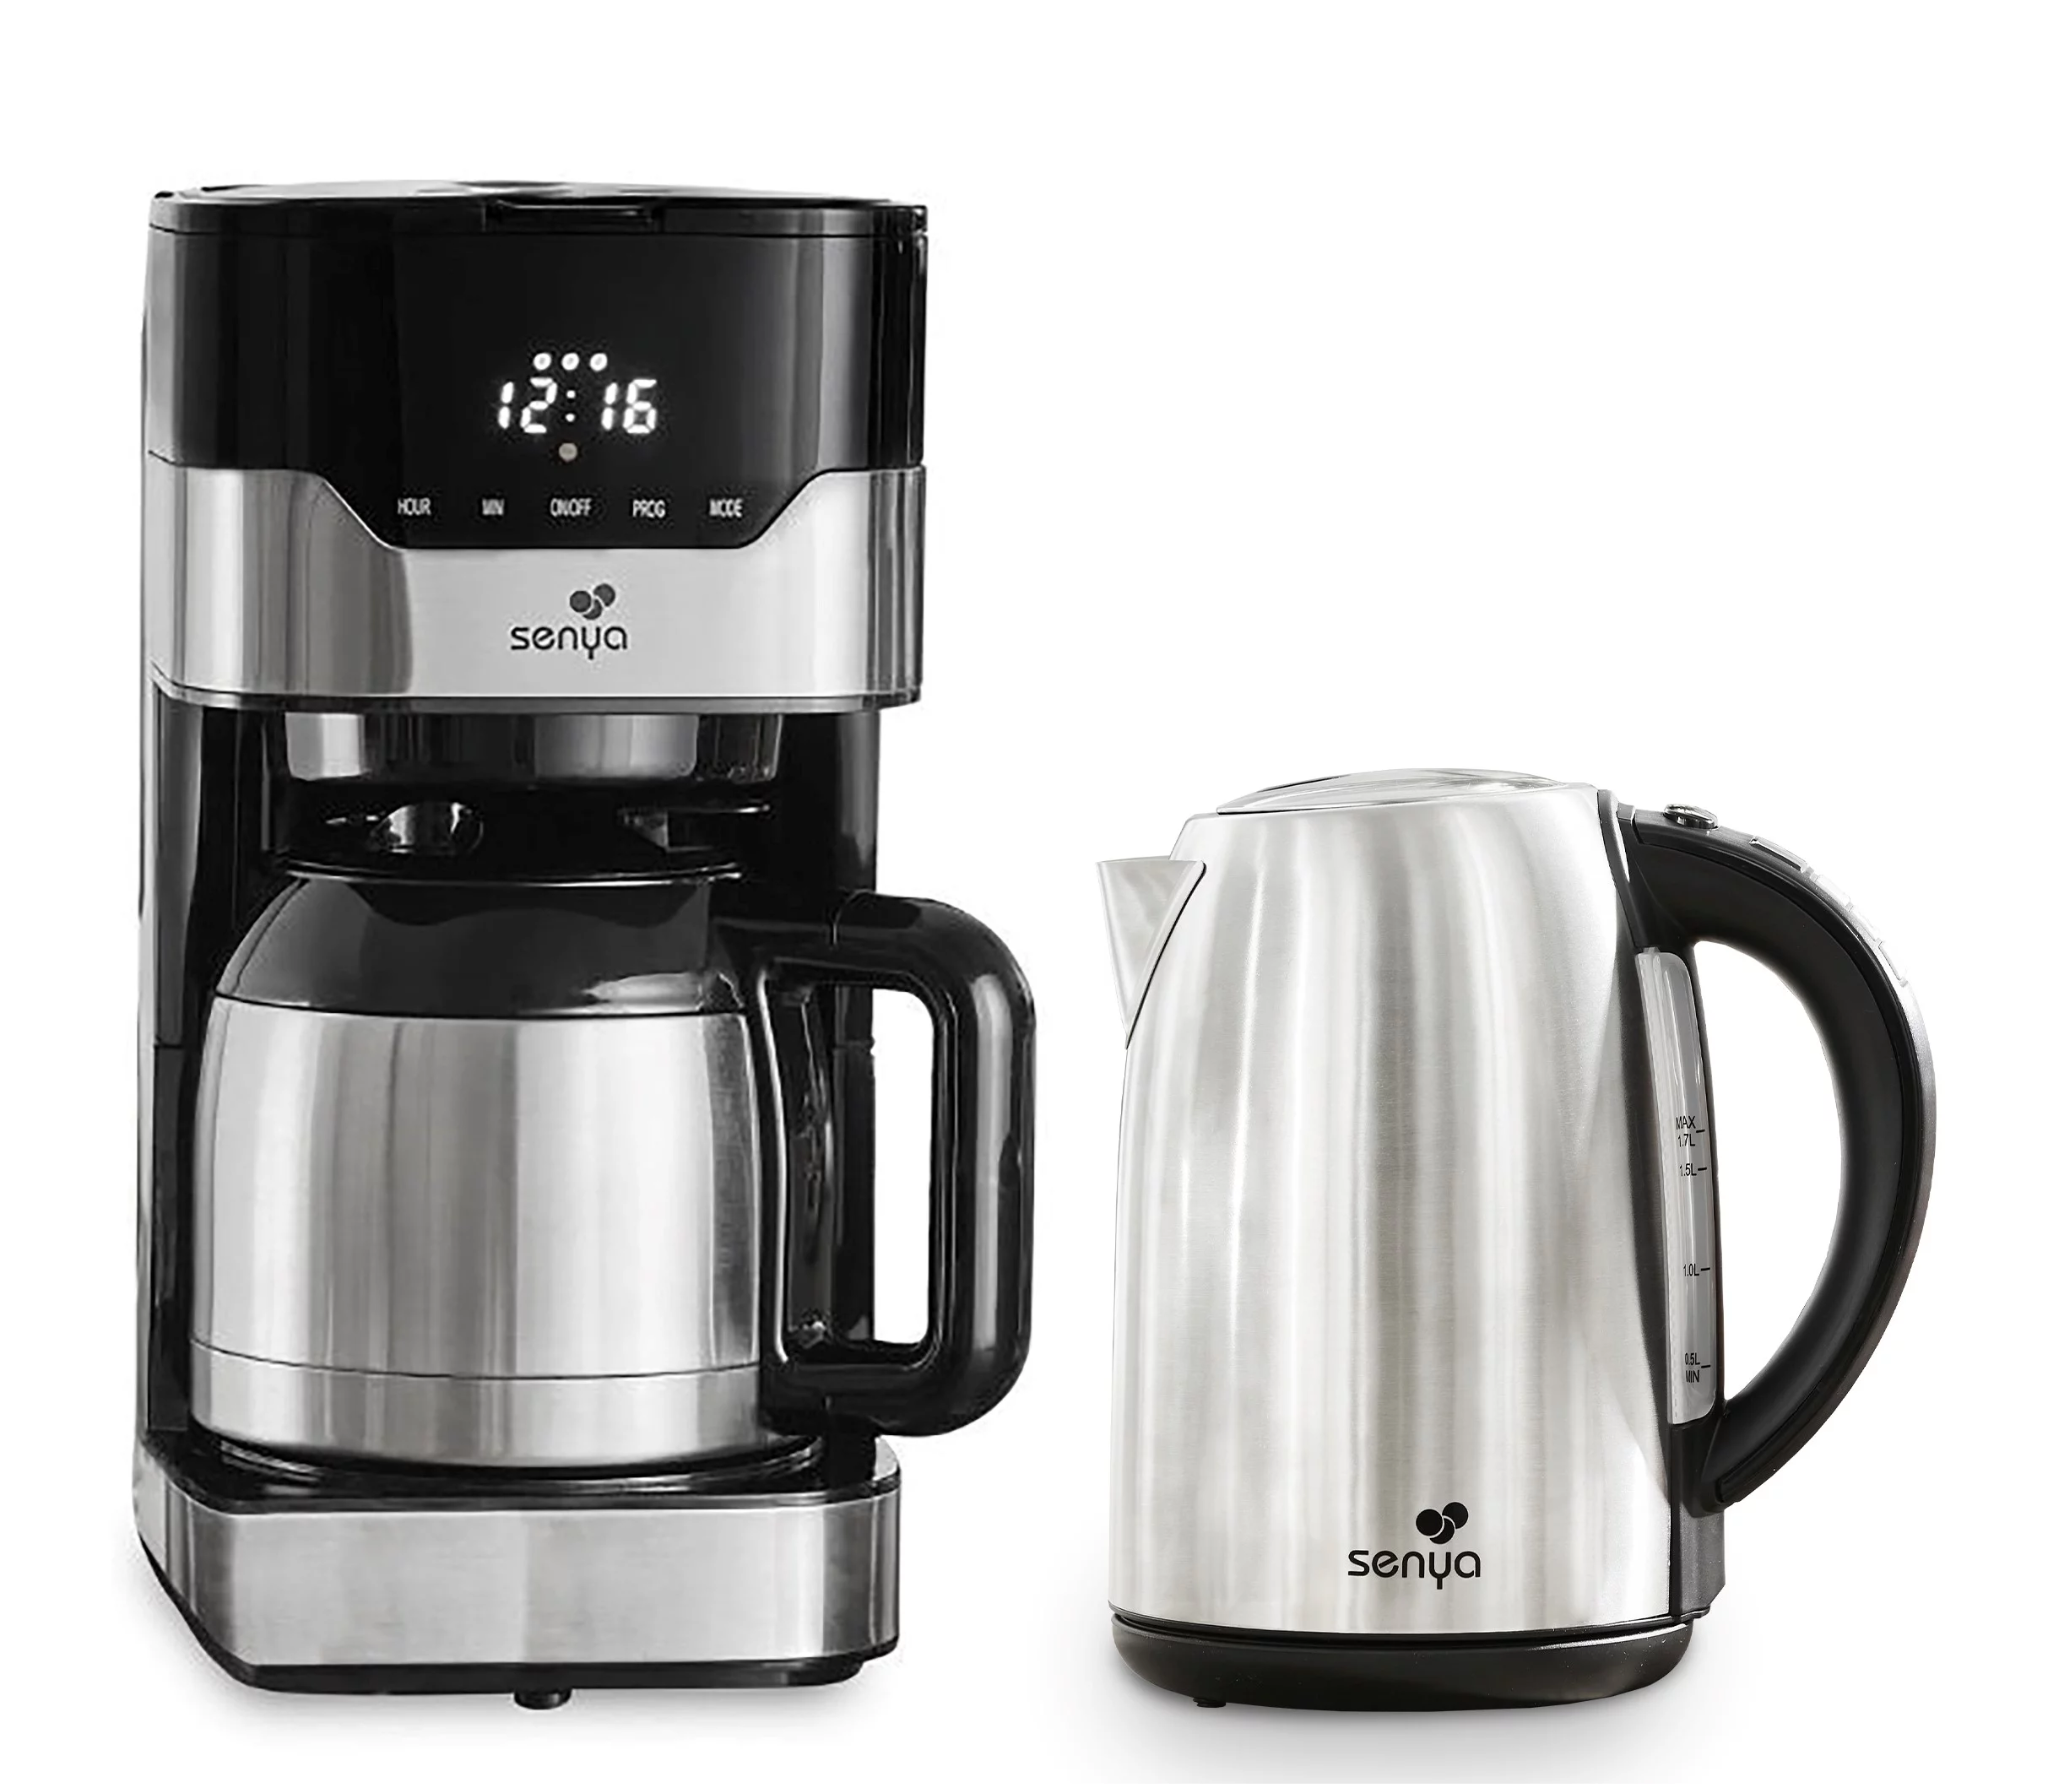 12:16
HOUR MIN ON/OFF PROG MODE
senya
MAX
1.7L
1.5L
1.0L
0.5L
MIN
senya